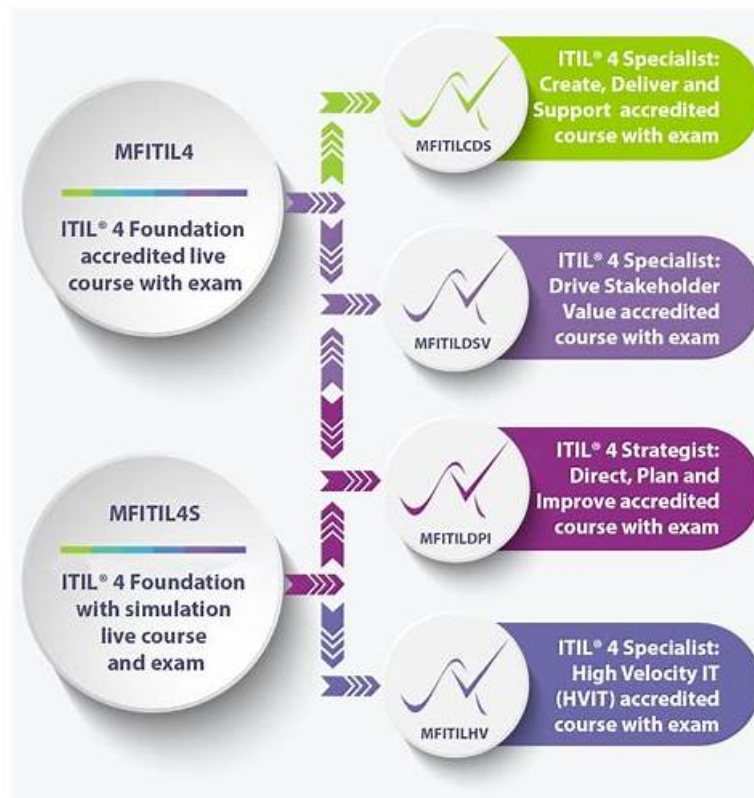 MFITIL4
ITIL® 4 Foundation
accredited live
course with exam
MFITIL4S
ITIL® 4 Foundation
with simulation
live course
and exam
MFITILCDS
ITIL® 4 Specialist:
Create, Deliver and
Support accredited
course with exam
MFITILDSV
ITIL® 4 Specialist:
Drive Stakeholder
Value accredited
course with exam
MFITILDPI
ITIL® 4 Strategist:
Direct, Plan and
Improve accredited
course with exam
MFITILHV
ITIL® 4 Specialist:
High Velocity IT
(HVIT) accredited
course with exam